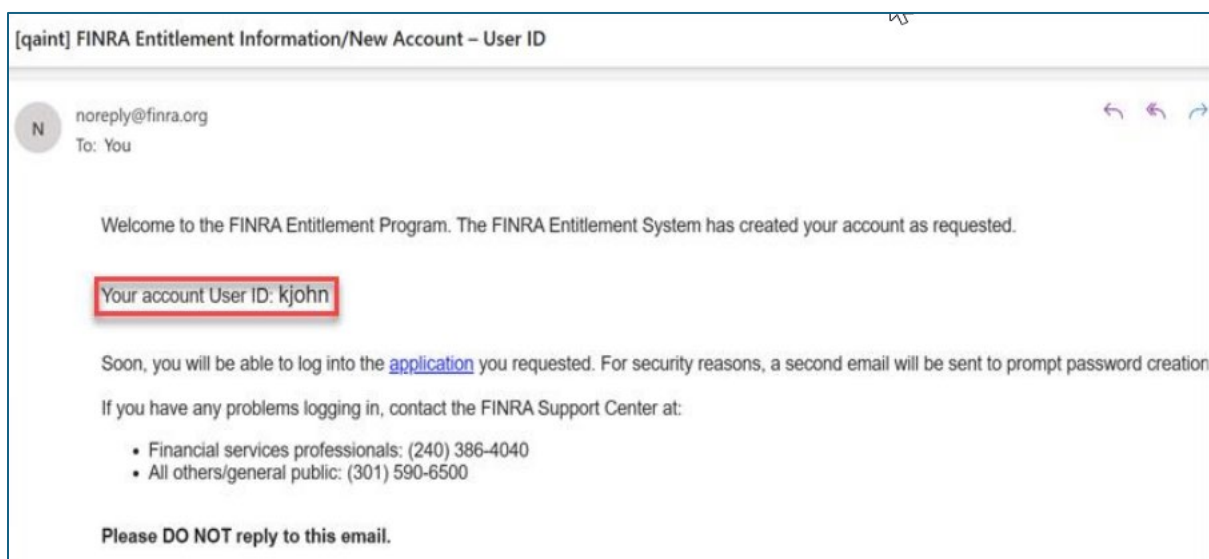 [qaint] FINRA Entitlement Information/New Account – User ID
N
noreply@finra.org
To: You
Welcome to the FINRA Entitlement Program. The FINRA Entitlement System has created your account as requested.
Your account User ID: kjohn
Soon, you will be able to log into the application you requested. For security reasons, a second email will be sent to prompt password creation
If you have any problems logging in, contact the FINRA Support Center at:
• Financial services professionals: (240) 386-4040
• All others/general public: (301) 590-6500
Please DO NOT reply to this email.